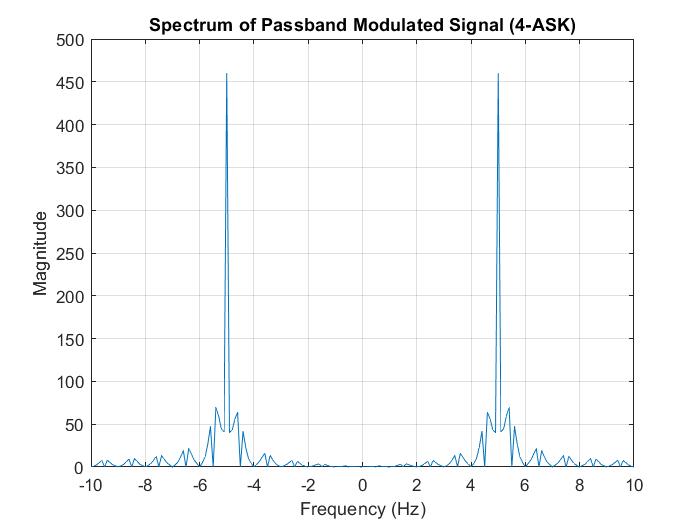 Spectrum of Passband Modulated Signal (4-ASK)
500
450
400
350
300
250
200
150
100
50
0
Magnitude
-10 -8 -6 -4 -2 0 2 4 6 8 10
Frequency (Hz)